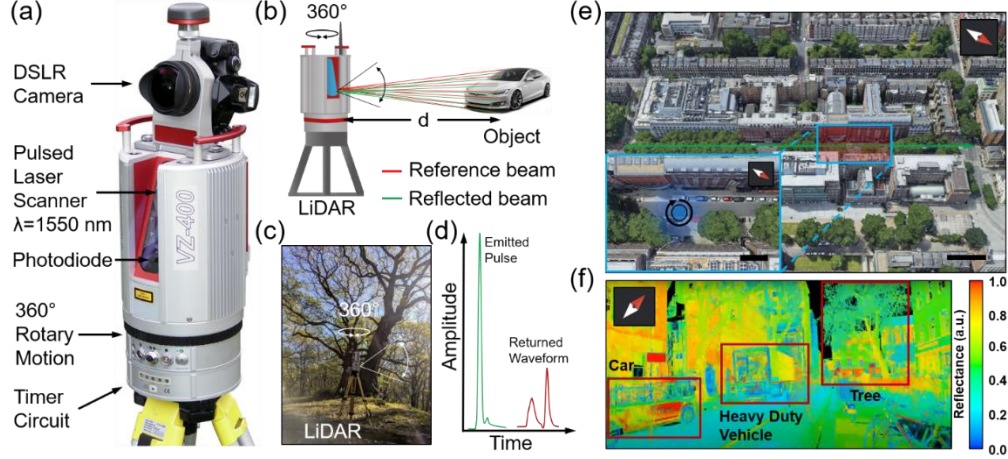 (a)
DSLR
Camera
Pulsed
Laser
Scanner
λ=1550 nm
Photodiode
360°
Rotary
Motion
Timer
Circuit
VZ-400
(b)
360°
d
Object
LiDAR
Reference beam
Reflected beam
(c)
360°
LiDAR
(d)
Emitted
Pulse
Returned
Waveform
Amplitude
Time
(e)
(f)
Car
Heavy Duty
Vehicle
Tree
1.0
0.8
0.6
0.4
0.2
0.0
Reflectance (a.u.)